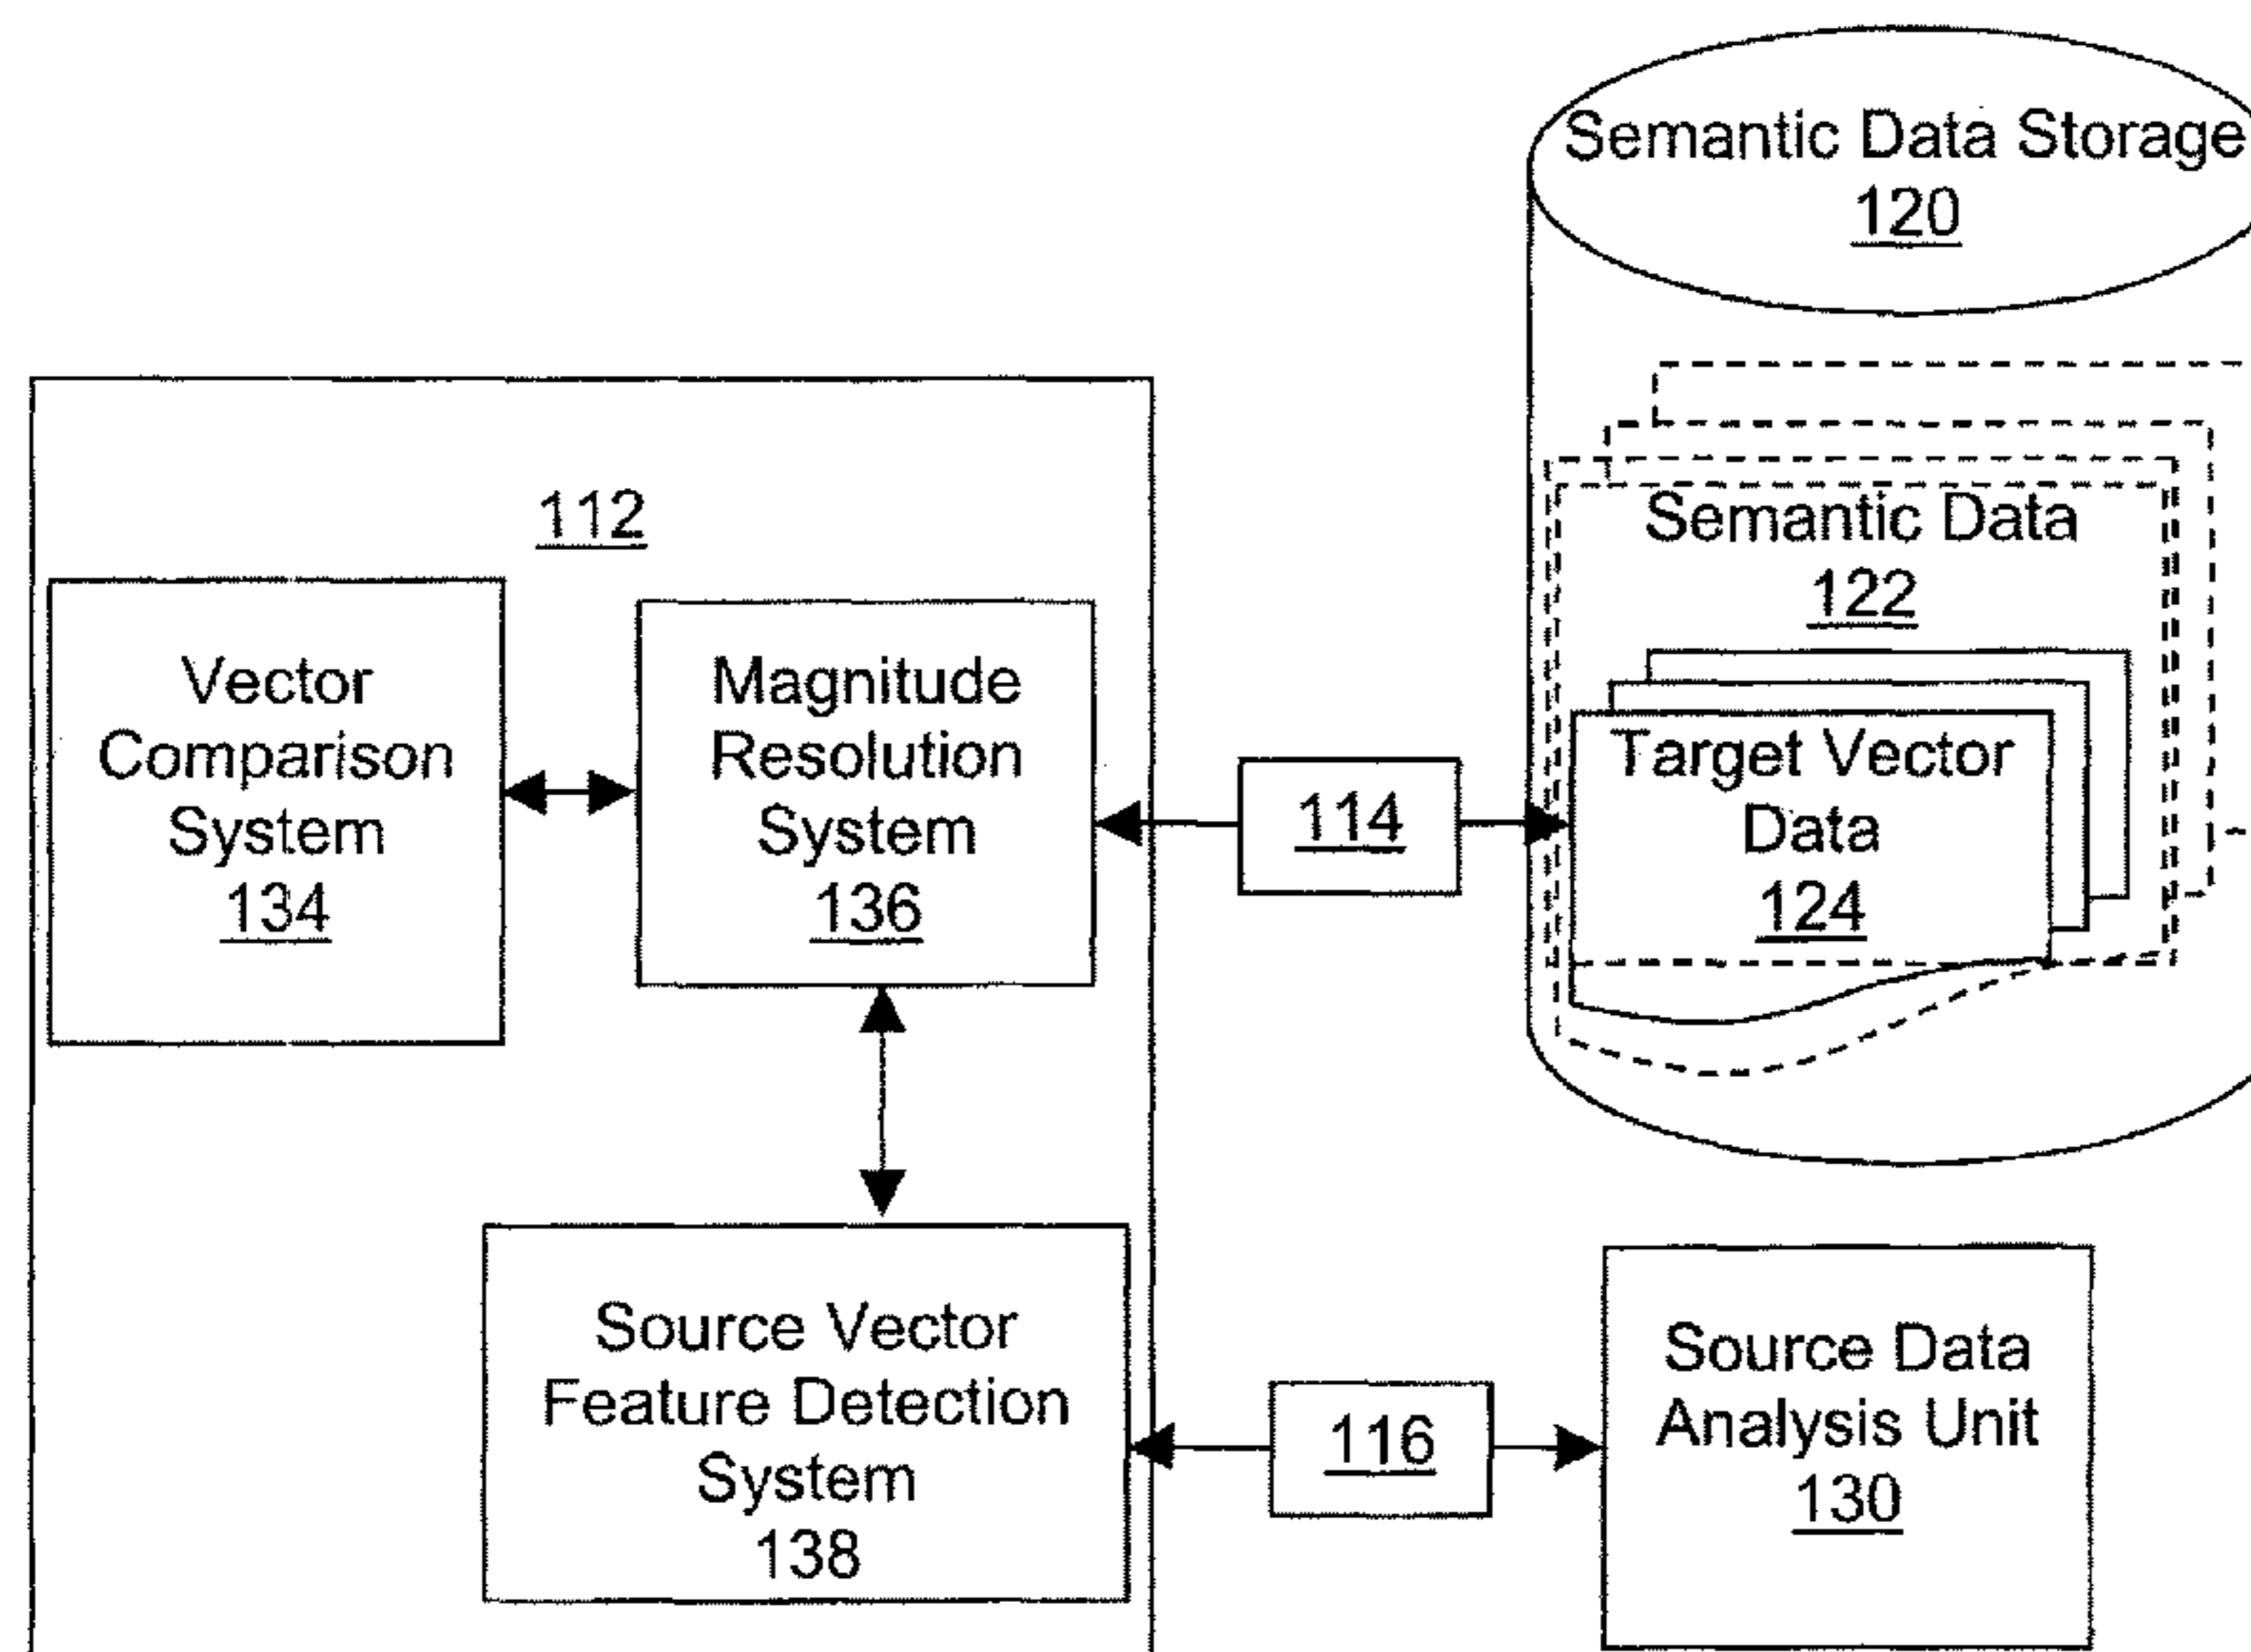 Semantic Data Storage
120
112
Semantic Data
122
Vector
Comparison
System
134
Magnitude
Resolution
System
136
114
Target Vector
Data
124
Source Vector
Feature Detection
System
138
116
Source Data
Analysis Unit
130